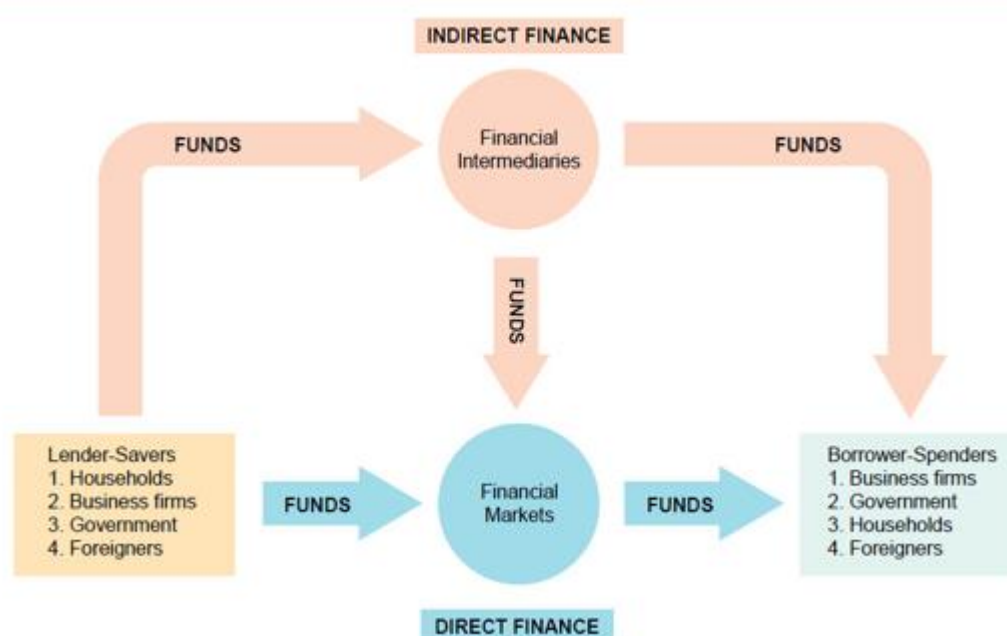 INDIRECT FINANCE
FUNDS
Financial
Intermediaries
FUNDS
FUNDS
Lender-Savers
1. Households
2. Business firms
3. Government
4. Foreigners
FUNDS
Financial
Markets
FUNDS
Borrower-Spenders
1. Business firms
2. Government
3. Households
4. Foreigners
DIRECT FINANCE